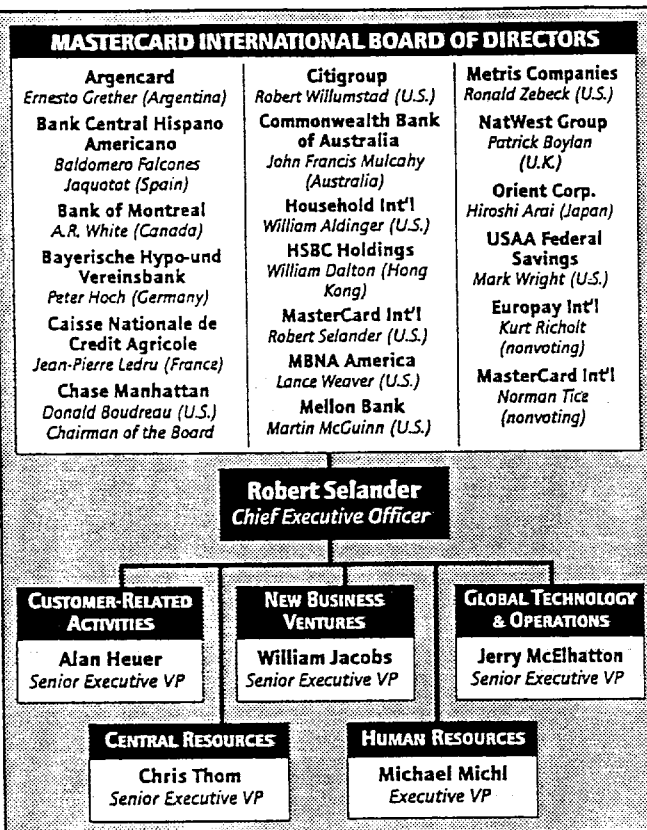 MASTERCARD INTERNATIONAL BOARD OF DIRECTORS
Argencard
Ernesto Grether (Argentina)
Bank Central Hispano
Americano
Baldomero Falcones
Jaquotot (Spain)
Bank of Montreal
A.R. White (Canada)
Bayerische Hypo-und
Vereinsbank
Peter Hoch (Germany)
Caisse Nationale de
Credit Agricole
Jean-Pierre Ledru (France)
Chase Manhattan
Donald Boudreau (U.S.)
Chairman of the Board
Citigroup
Robert Willumstad (U.S.)
Commonwealth Bank
of Australia
John Francis Mulcahy
(Australia)
Household Int'l
William Aldinger (U.S.)
HSBC Holdings
William Dalton (Hong
Kong)
MasterCard Int'l
Robert Selander (U.S.)
MBNA America
Lance Weaver (U.S.)
Mellon Bank
Martin McGuinn (U.S.)
Metris Companies
Ronald Zebeck (U.S.)
NatWest Group
Patrick Boylan
(U.K.)
Orient Corp.
Hiroshi Arai (Japan)
USAA Federal
Savings
Mark Wright (U.S.)
Europay Int'l
Kurt Richolt
(nonvoting)
MasterCard Int'l
Norman Tice
(nonvoting)
Robert Selander
Chief Executive Officer
CUSTOMER-RELATED
ACTIVITIES
Alan Heuer
Senior Executive VP
NEW BUSINESS
VENTURES
William Jacobs
Senior Executive VP
GLOBAL TECHNOLOGY
& OPERATIONS
Jerry McElhatton
Senior Executive VP
CENTRAL RESOURCES
Chris Thom
Senior Executive VP
HUMAN RESOURCES
Michael Michl
Executive VP